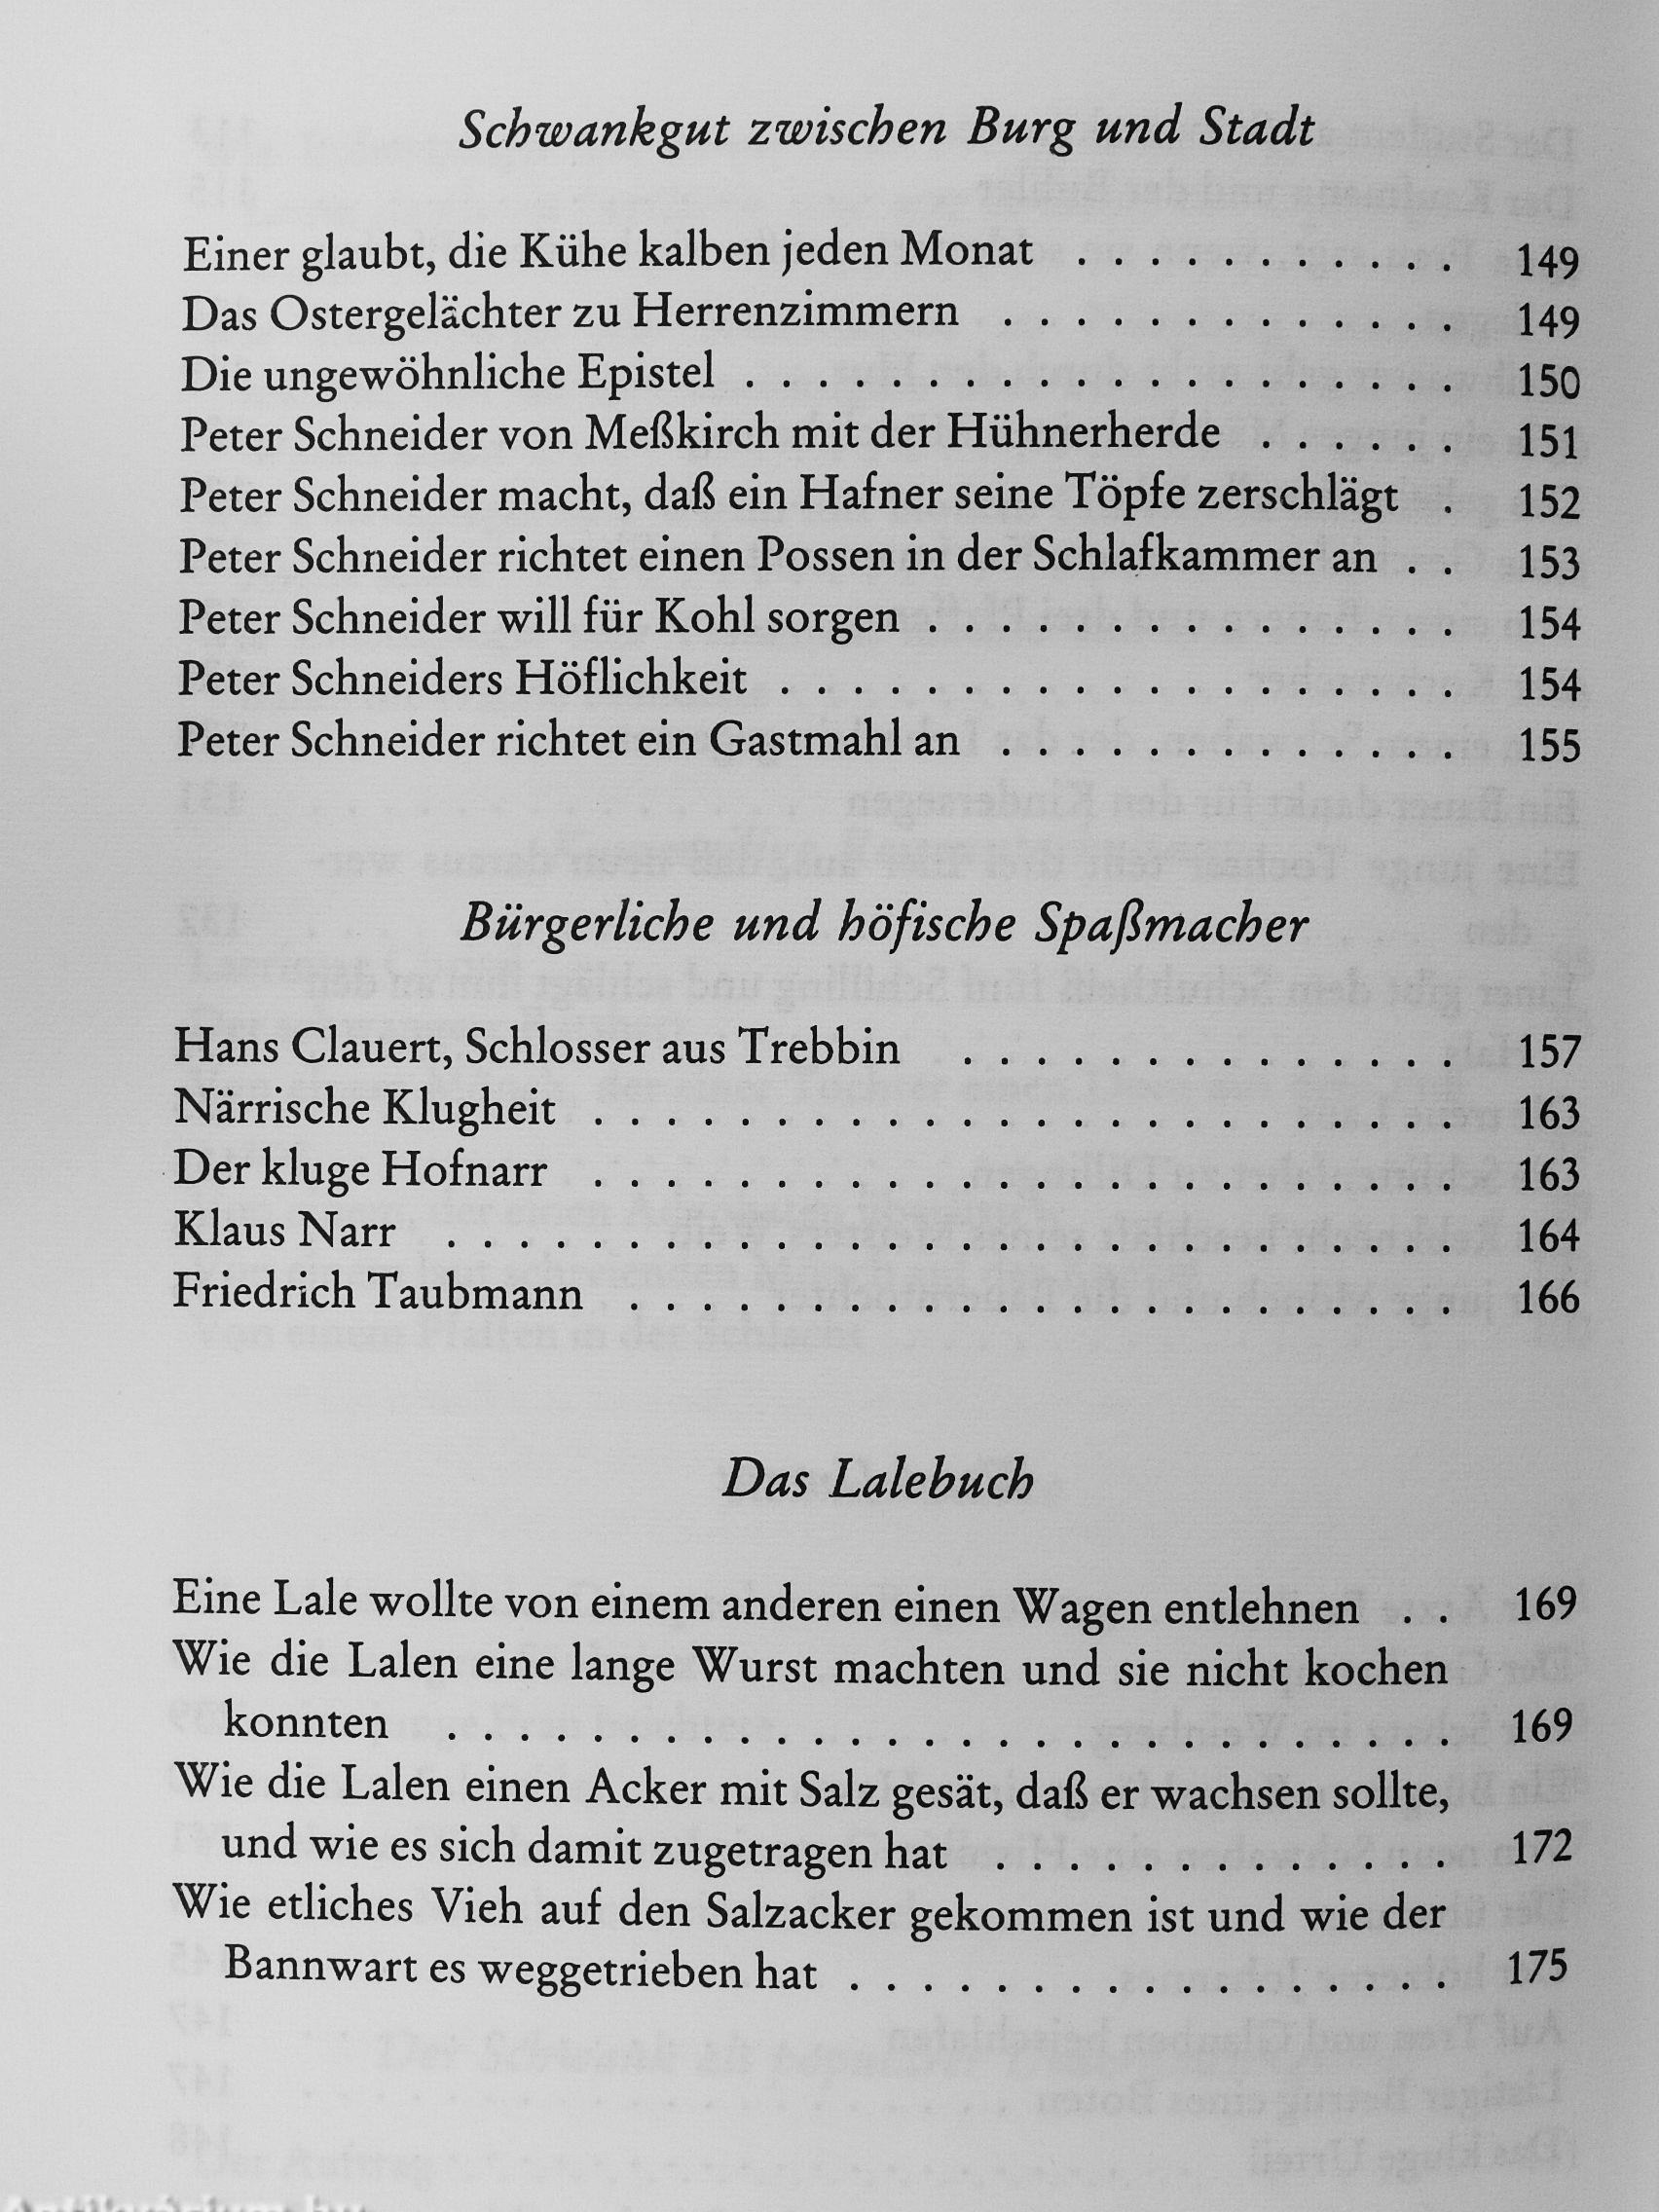 Schwankgut zwischen Burg und Stadt
Einer glaubt, die Kühe kalben jeden Monat . . . . . . . . . . . 149
Das Ostergelächter zu Herrenzimmern . . . . . . . . . . . . . 149
Die ungewöhnliche Epistel . . . . . . . . . . . . . . . . . . . . 150
Peter Schneider von Meßkirch mit der Hühnerherde . . . . . . 151
Peter Schneider macht, daß ein Hafner seine Töpfe zerschlägt . 152
Peter Schneider richtet einen Possen in der Schlafkammer an . . 153
Peter Schneider will für Kohl sorgen . . . . . . . . . . . . . . . 154
Peter Schneiders Höflichkeit . . . . . . . . . . . . . . . . . . . 154
Peter Schneider richtet ein Gastmahl an . . . . . . . . . . . . . 155
Bürgerliche und höfische Spaßmacher
Hans Clauert, Schlosser aus Trebbin . . . . . . . . . . . . . . 157
Närrische Klugheit . . . . . . . . . . . . . . . . . . . . . . . . 163
Der kluge Hofnarr . . . . . . . . . . . . . . . . . . . . . . . . 163
Klaus Narr . . . . . . . . . . . . . . . . . . . . . . . . . . . . 164
Friedrich Taubmann . . . . . . . . . . . . . . . . . . . . . . . 166
Das Lalebuch
Eine Lale wollte von einem anderen einen Wagen entlehnen . . 169
Wie die Lalen eine lange Wurst machten und sie nicht kochen
konnten . . . . . . . . . . . . . . . . . . . . . . . . . . . . 169
Wie die Lalen einen Acker mit Salz gesät, daß er wachsen sollte,
und wie es sich damit zugetragen hat . . . . . . . . . . . . . 172
Wie etliches Vieh auf den Salzacker gekommen ist und wie der
Bannwart es weggetrieben hat . . . . . . . . . . . . . . . . . 175